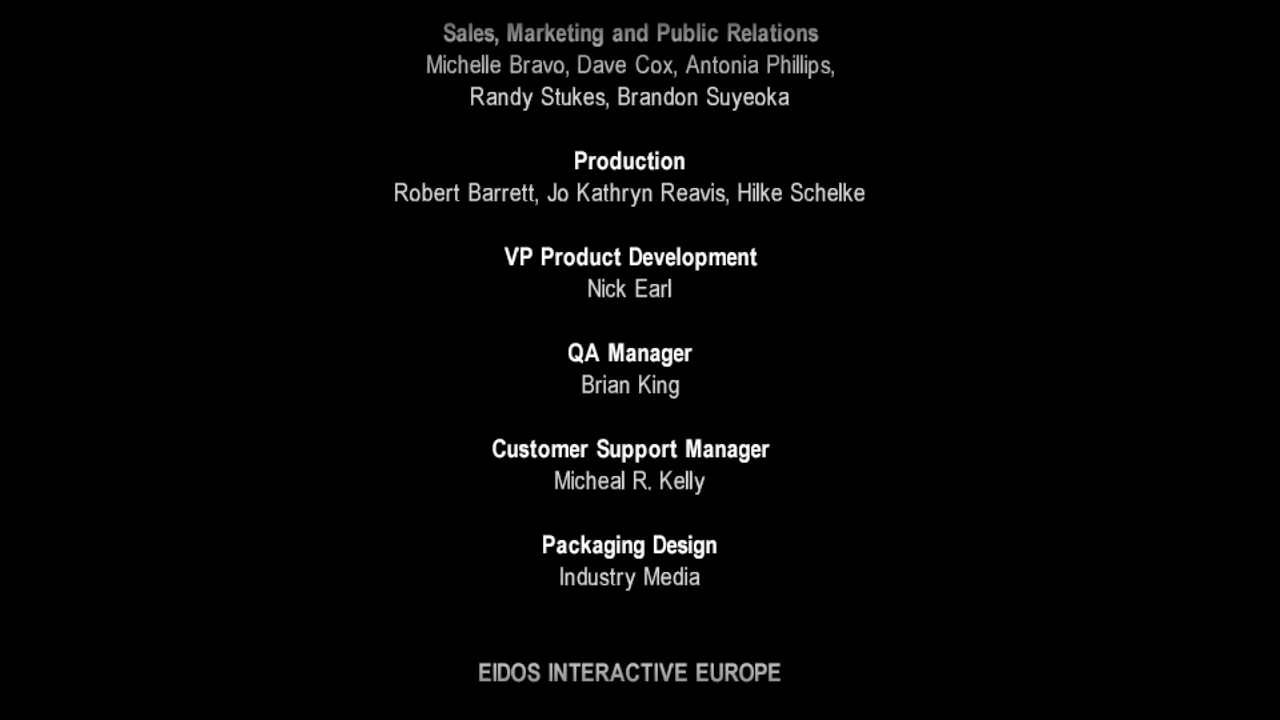 Sales, Marketing and Public Relations
Michelle Bravo, Dave Cox, Antonia Phillips,
Randy Stukes, Brandon Suyeoka
Production
Robert Barrett, Jo Kathryn Reavis, Hilke Schelke
VP Product Development
Nick Earl
QA Manager
Brian King
Customer Support Manager
Micheal R. Kelly
Packaging Design
Industry Media
EIDOS INTERACTIVE EUROPE